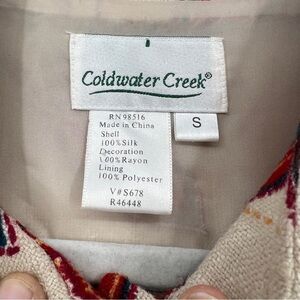 Coldwater Creek®
RN 98516
Made in China
S
Shell
100%Silk
Decoration
100%Rayon
Lining
100% Polyester
V# S678
R46448